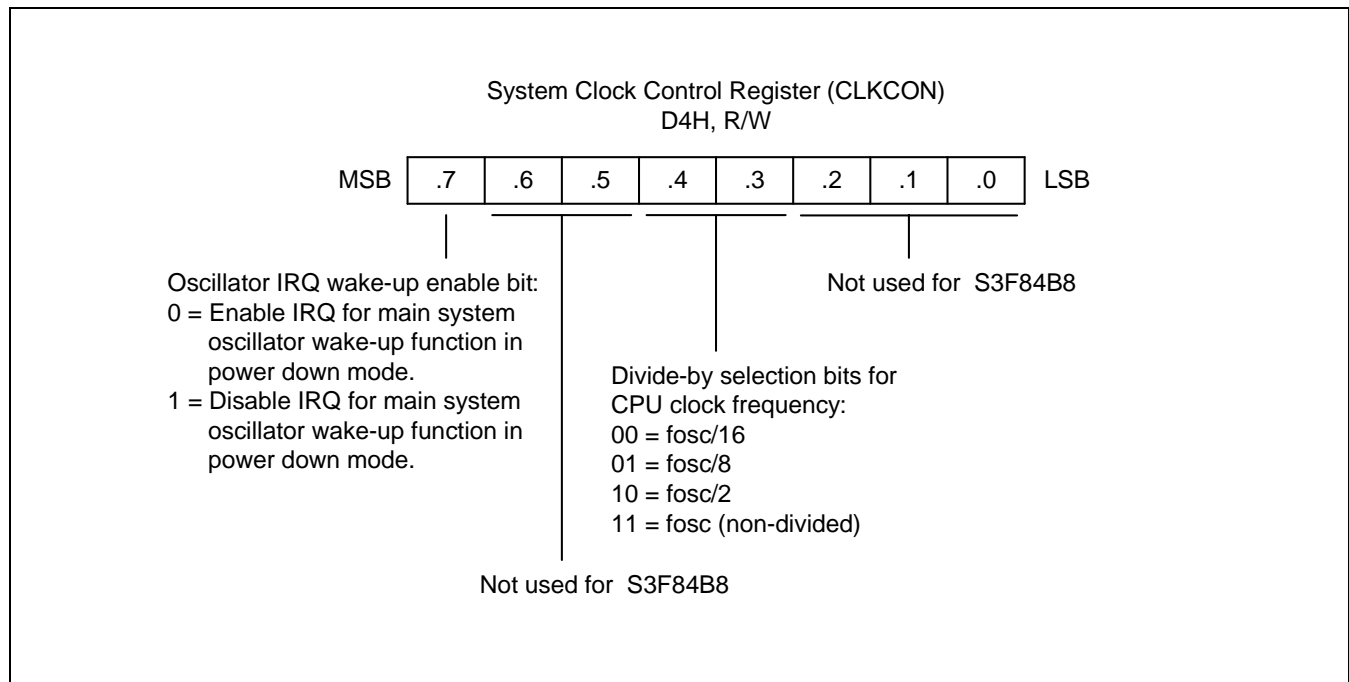 System Clock Control Register (CLKCON)
D4H, R/W
MSB .7 .6 .5 .4 .3 .2 .1 .0 LSB
Oscillator IRQ wake-up enable bit:
0 = Enable IRQ for main system
oscillator wake-up function in
power down mode.
1 = Disable IRQ for main system
oscillator wake-up function in
power down mode.
Not used for S3F84B8
Divide-by selection bits for
CPU clock frequency:
00 = fosc/16
01 = fosc/8
10 = fosc/2
11 = fosc (non-divided)
Not used for S3F84B8